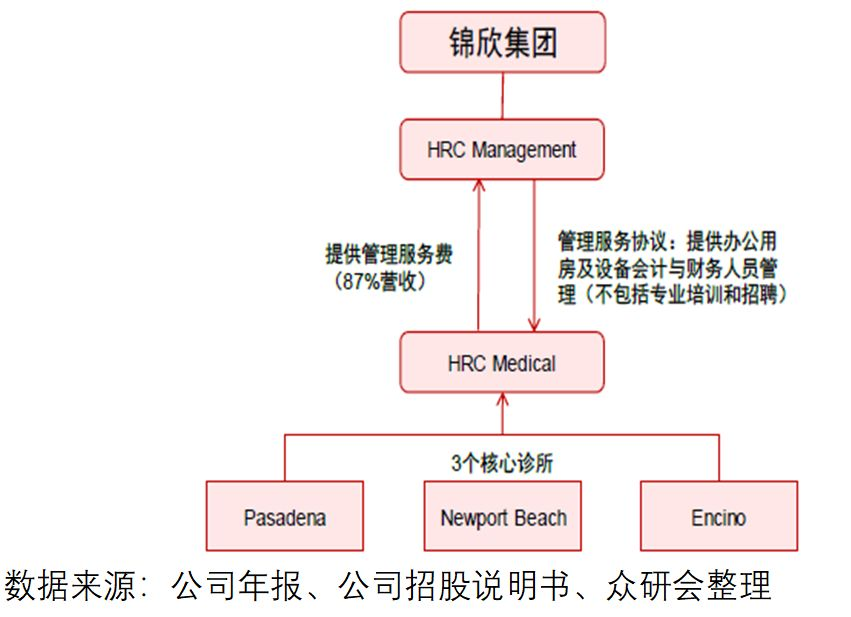 锦欣集团
HRC Management
提供管理服务费
（87%营收）
管理服务协议：提供办公用
房及设备会计与财务人员管
理（不包括专业培训和招聘）
HRC Medical
3个核心诊所
Pasadena
Newport Beach
Encino
数据来源：公司年报、公司招股说明书、众研会整理